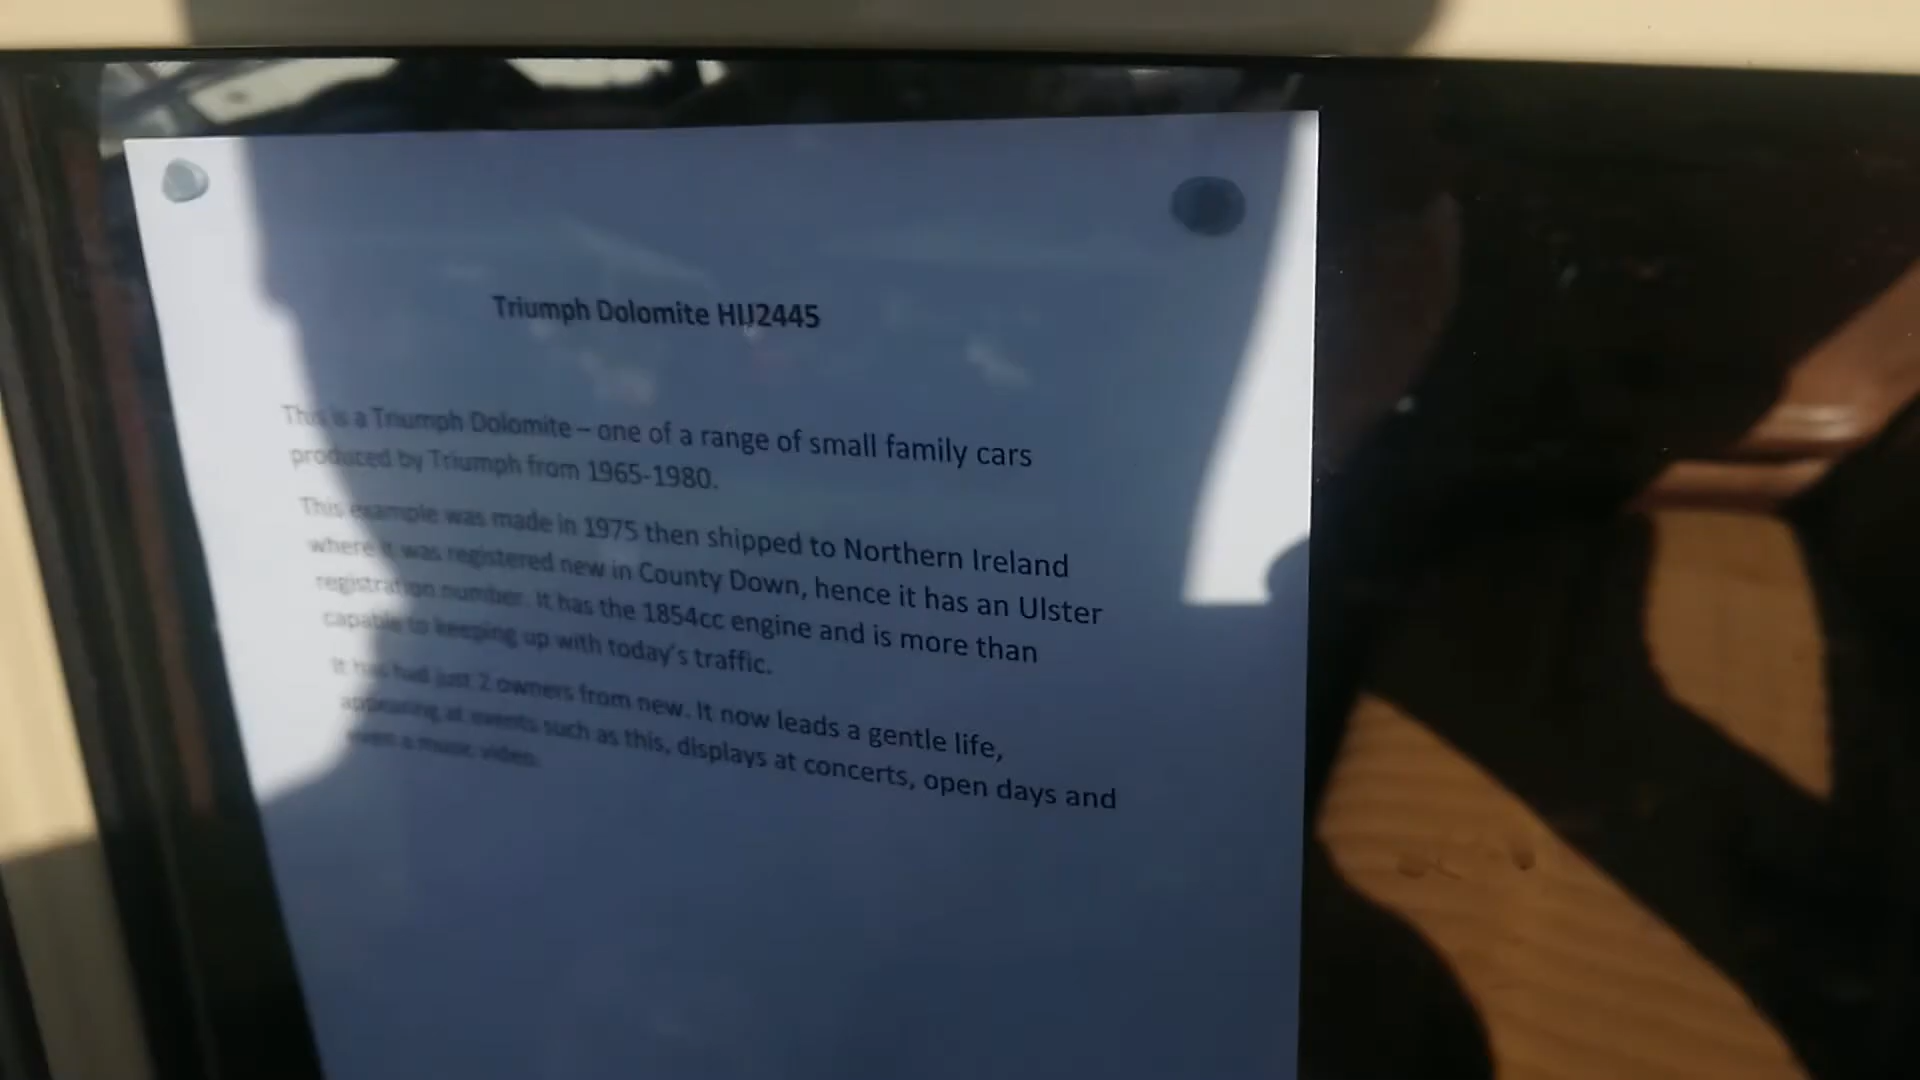 Triumph Dolomite HIJ2445
This is a Triumph Dolomite – one of a range of small family cars
produced by Triumph from 1965-1980.
This example was made in 1975 then shipped to Northern Ireland
where it was registered new in County Down, hence it has an Ulster
registration number. It has the 1854cc engine and is more than
capable to keeping up with today's traffic.
It has had just 2 owners from new. It now leads a gentle life,
appearing at events such as this, displays at concerts, open days and
even a music video.